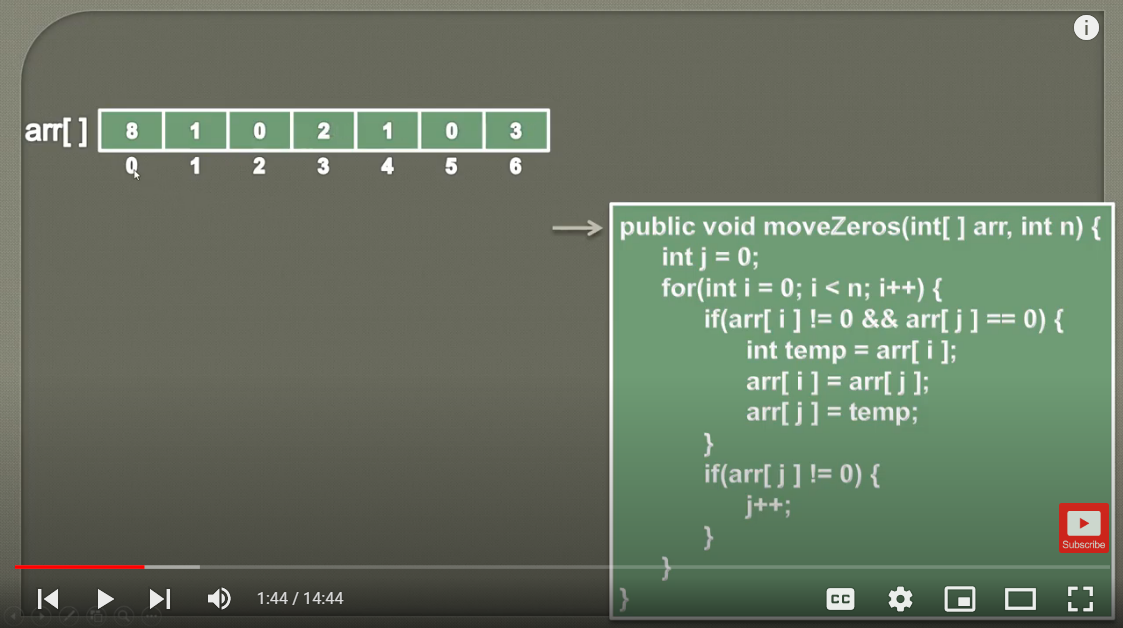 i
arr[ ] 8 1 0 2 1 0 3
0 1 2 3 4 5 6
public void moveZeros(int[ ] arr, int n) {
int j = 0;
for(int i = 0; i < n; i++) {
if(arr[ i ] != 0 && arr[ j ] == 0) {
int temp = arr[ i ];
arr[ i ] = arr[ j ];
arr[ j ] = temp;
}
if(arr[ j ] != 0) {
j++;
}
}
}
Subscribe
1:44 / 14:44
CC